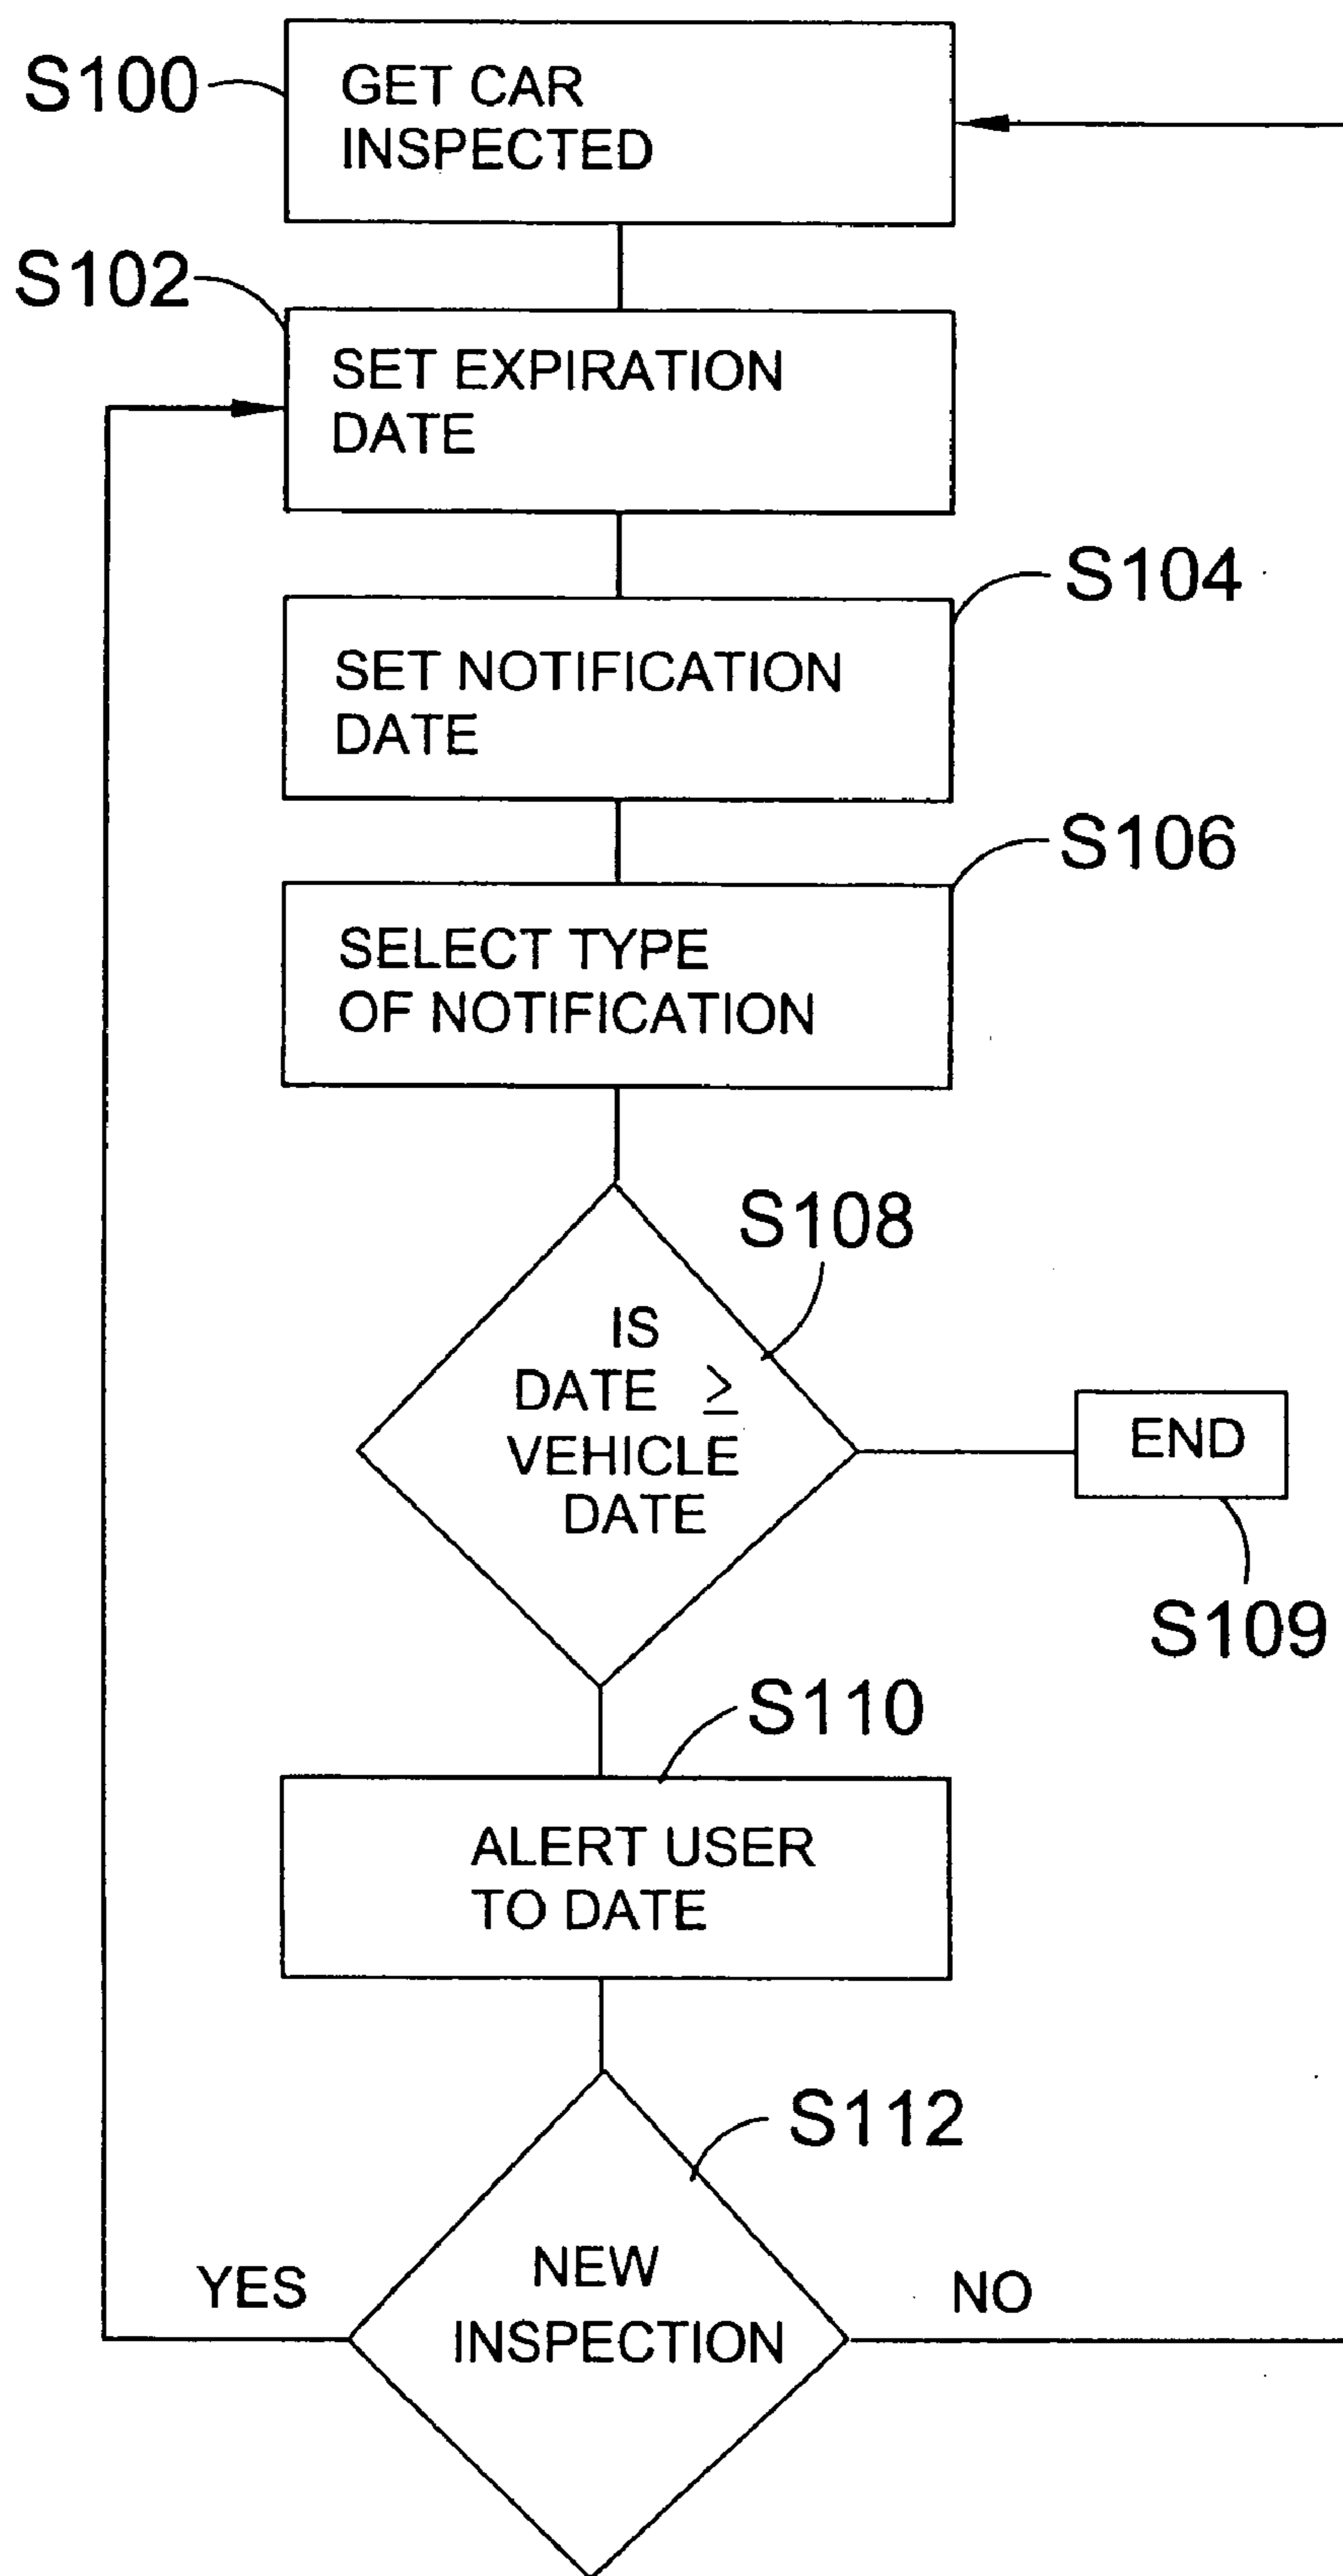 S100
GET CAR
INSPECTED
S102
SET EXPIRATION
DATE
S104
SET NOTIFICATION
DATE
S106
SELECT TYPE
OF NOTIFICATION
S108
IS
DATE ≥
VEHICLE
DATE
END
S109
S110
ALERT USER
TO DATE
S112
YES
NEW
INSPECTION
NO